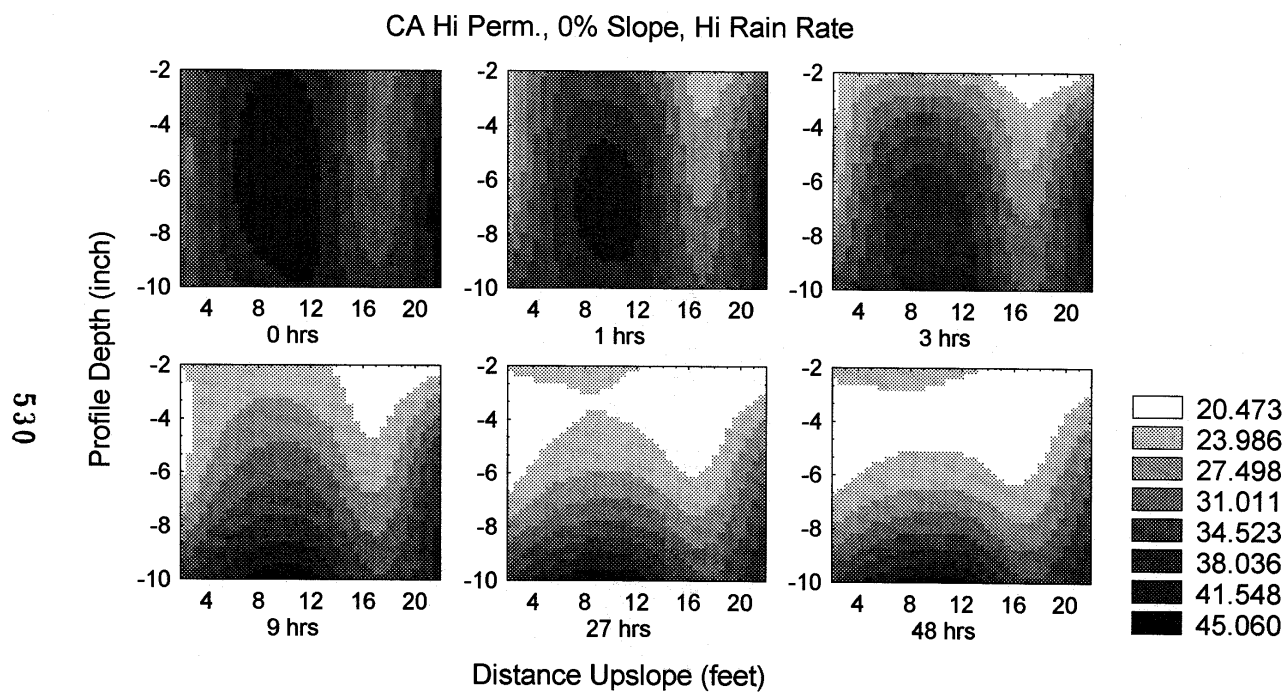 CA Hi Perm., 0% Slope, Hi Rain Rate
-2
-4
-6
-8
-10
4 8 12 16 20
0 hrs
-2
-4
-6
-8
-10
4 8 12 16 20
1 hrs
-2
-4
-6
-8
-10
4 8 12 16 20
3 hrs
Profile Depth (inch)
530
-2
-4
-6
-8
-10
4 8 12 16 20
9 hrs
-2
-4
-6
-8
-10
4 8 12 16 20
27 hrs
-2
-4
-6
-8
-10
4 8 12 16 20
48 hrs
20.473
23.986
27.498
31.011
34.523
38.036
41.548
45.060
Distance Upslope (feet)